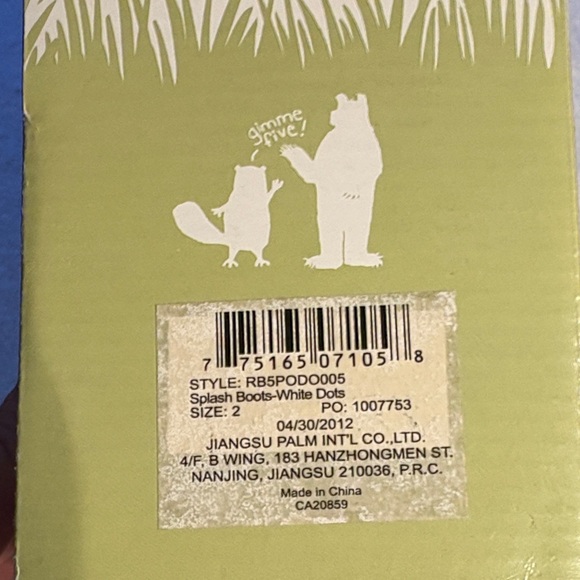 gimme
five!
7 75165 07105 8
STYLE: RB5PODO005
Splash Boots-White Dots
SIZE: 2 PO: 1007753
04/30/2012
JIANGSU PALM INT'L CO.,LTD.
4/F, B WING, 183 HANZHONGMEN ST.
NANJING, JIANGSU 210036, P.R.C.
Made in China
CA20859